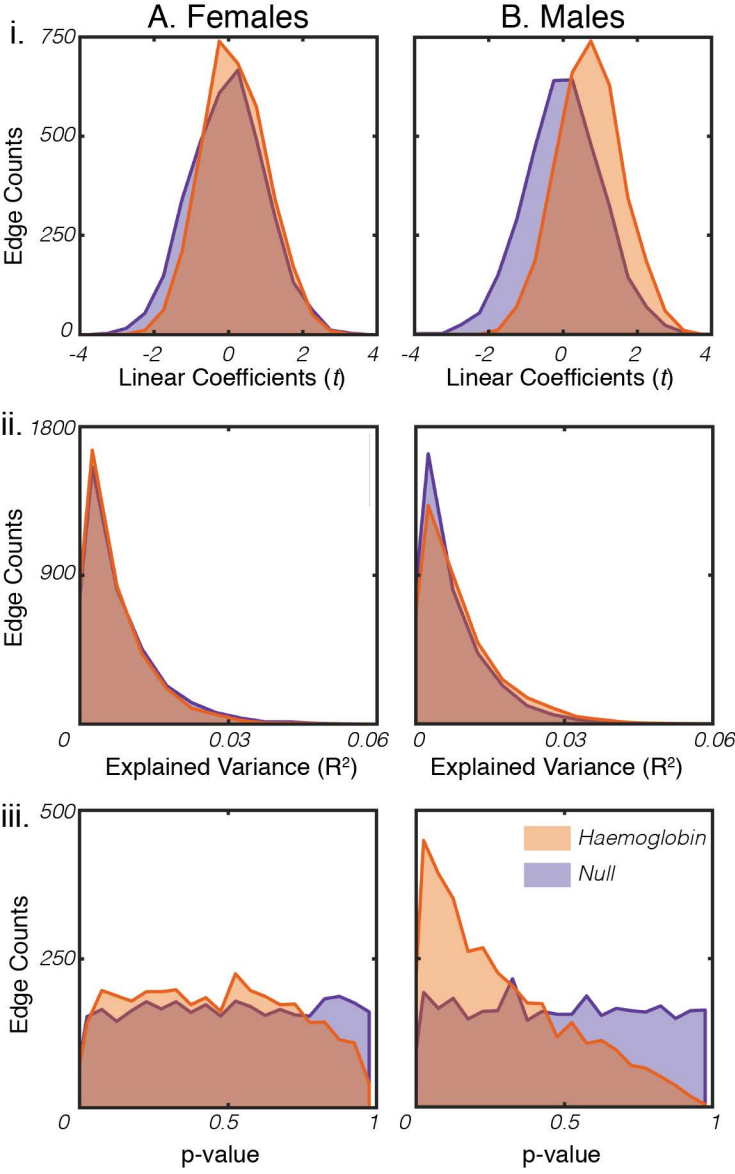 A. Females
B. Males
i.
750
500
250
0
Edge Counts
-4 -2 0 2 4
-4 -2 0 2 4
Linear Coefficients (t)
Linear Coefficients (t)
ii.
1800
900
0
Edge Counts
0.03 0.06
0 0.03 0.06
Explained Variance (R²)
Explained Variance (R²)
iii.
500
250
0
Edge Counts
Haemoglobin
Null
0.5 1
0 0.5 1
p-value
p-value